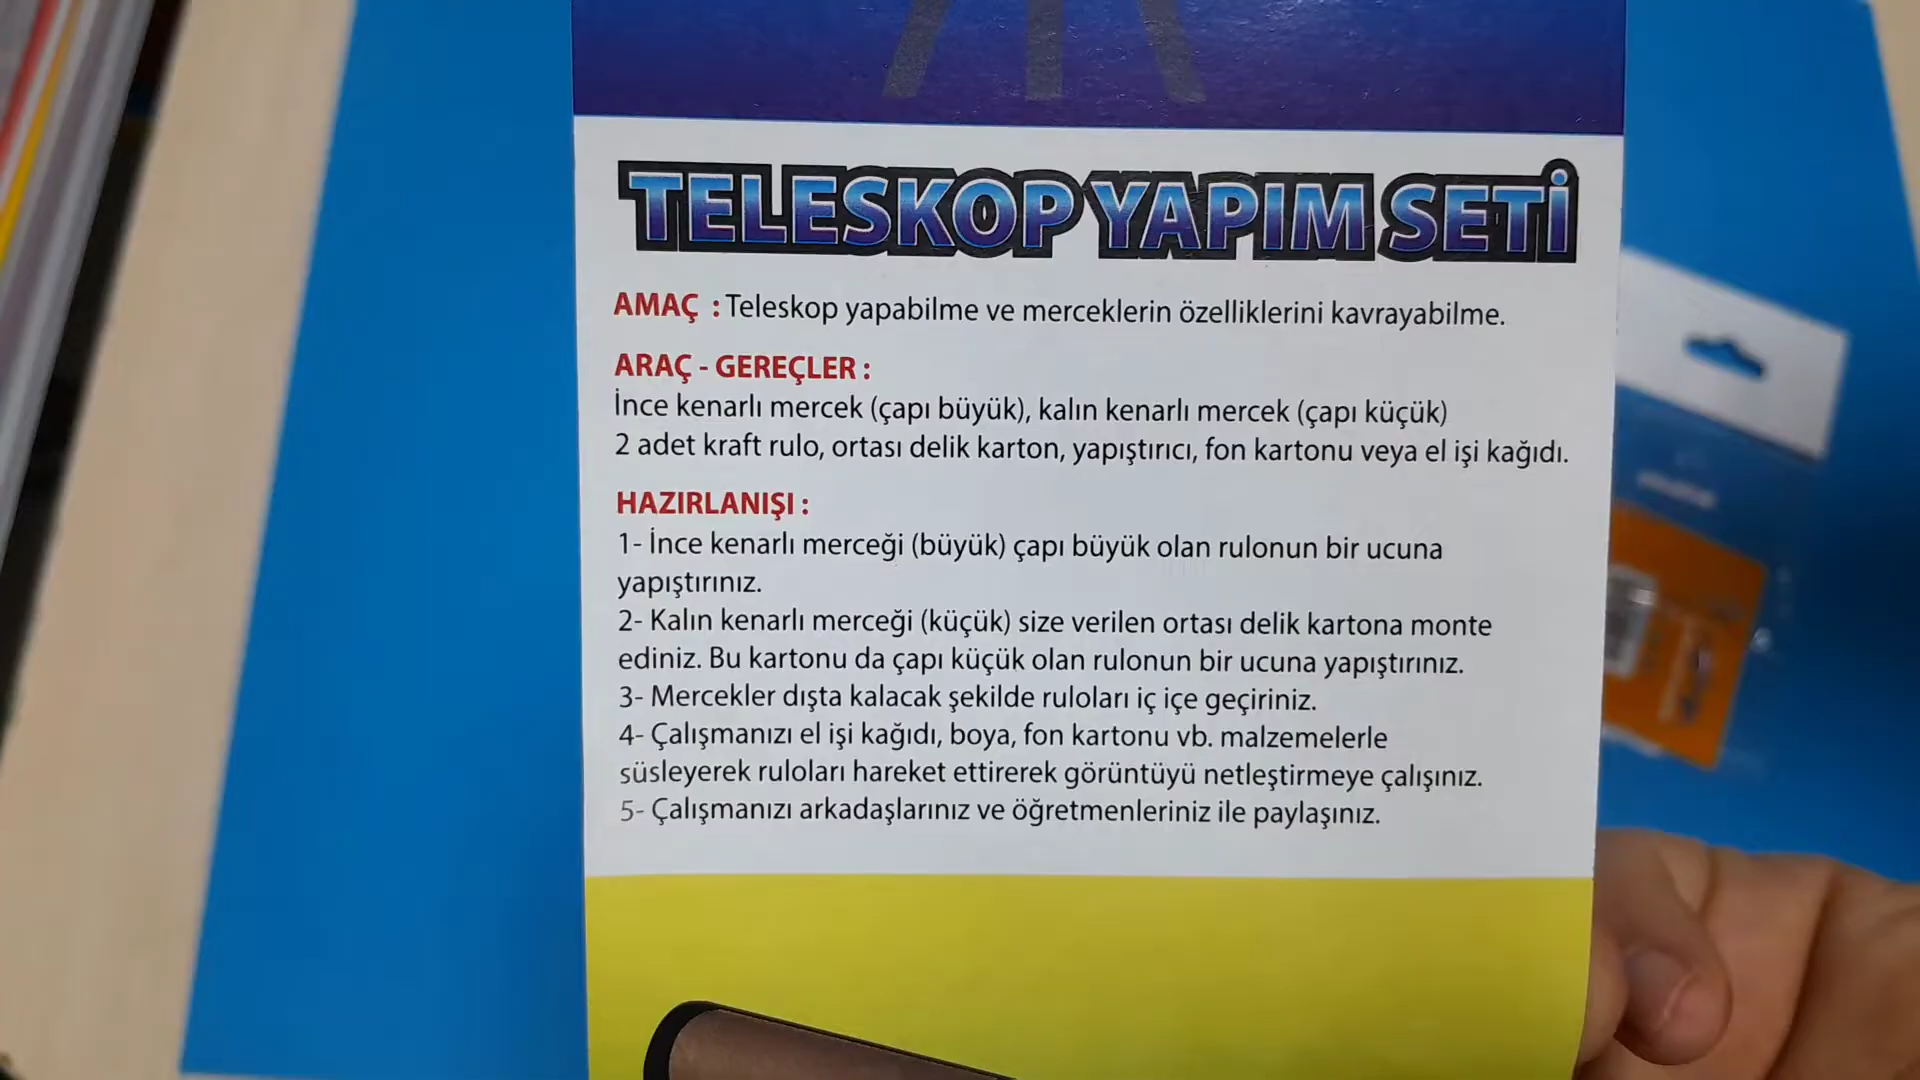 TELESKOP YAPIM SETİ
AMAÇ : Teleskop yapabilme ve merceklerin özelliklerini kavrayabilme.
ARAÇ - GEREÇLER :
İnce kenarlı mercek (çapı büyük), kalın kenarlı mercek (çapı küçük)
2 adet kraft rulo, ortası delik karton, yapıştırıcı, fon kartonu veya el işi kağıdı.
HAZIRLANIŞI :
1- İnce kenarlı merceği (büyük) çapı büyük olan rulonun bir ucuna
yapıştırınız.
2- Kalın kenarlı merceği (küçük) size verilen ortası delik kartona monte
ediniz. Bu kartonu da çapı küçük olan rulonun bir ucuna yapıştırınız.
3- Mercekler dışta kalacak şekilde ruloları iç içe geçiriniz.
4- Çalışmanızı el işi kağıdı, boya, fon kartonu vb. malzemelerle
süsleyerek ruloları hareket ettirerek görüntüyü netleştirmeye çalışınız.
5- Çalışmanızı arkadaşlarınız ve öğretmenleriniz ile paylaşınız.